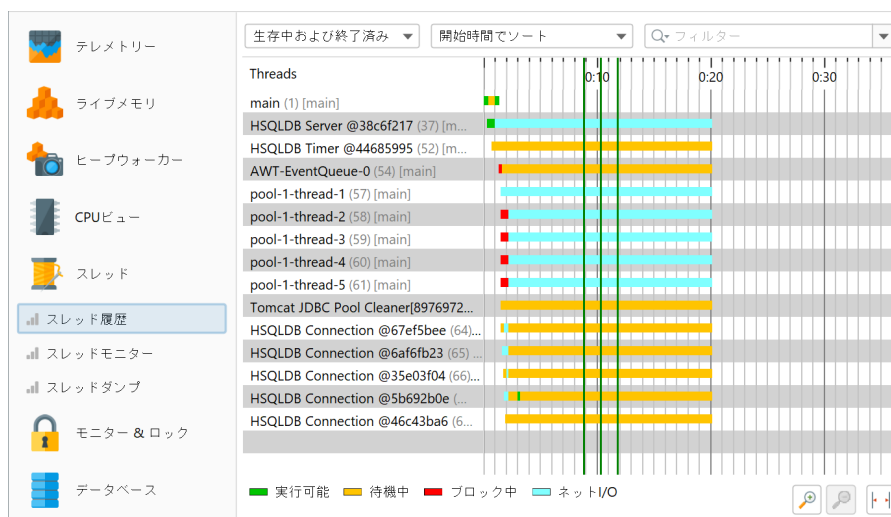 テレメトリー
ライブメモリ
ヒープウォーカー
CPUビュー
スレッド
スレッド履歴
スレッドモニター
スレッドダンプ
モニター & ロック
データベース
生存中および終了済み
開始時間でソート
フィルター
Threads
0:10
0:20
0:30
main (1) [main]
HSQLDB Server @38c6f217 (37) [m...
HSQLDB Timer @44685995 (52) [m...
AWT-EventQueue-0 (54) [main]
pool-1-thread-1 (57) [main]
pool-1-thread-2 (58) [main]
pool-1-thread-3 (59) [main]
pool-1-thread-4 (60) [main]
pool-1-thread-5 (61) [main]
Tomcat JDBC Pool Cleaner[8976972...
HSQLDB Connection @67ef5bee (64)...
HSQLDB Connection @6af6fb23 (65) ...
HSQLDB Connection @35e03f04 (66)...
HSQLDB Connection @5b692b0e (...
HSQLDB Connection @46c43ba6 (6...
実行可能
待機中
ブロック中
ネットI/O